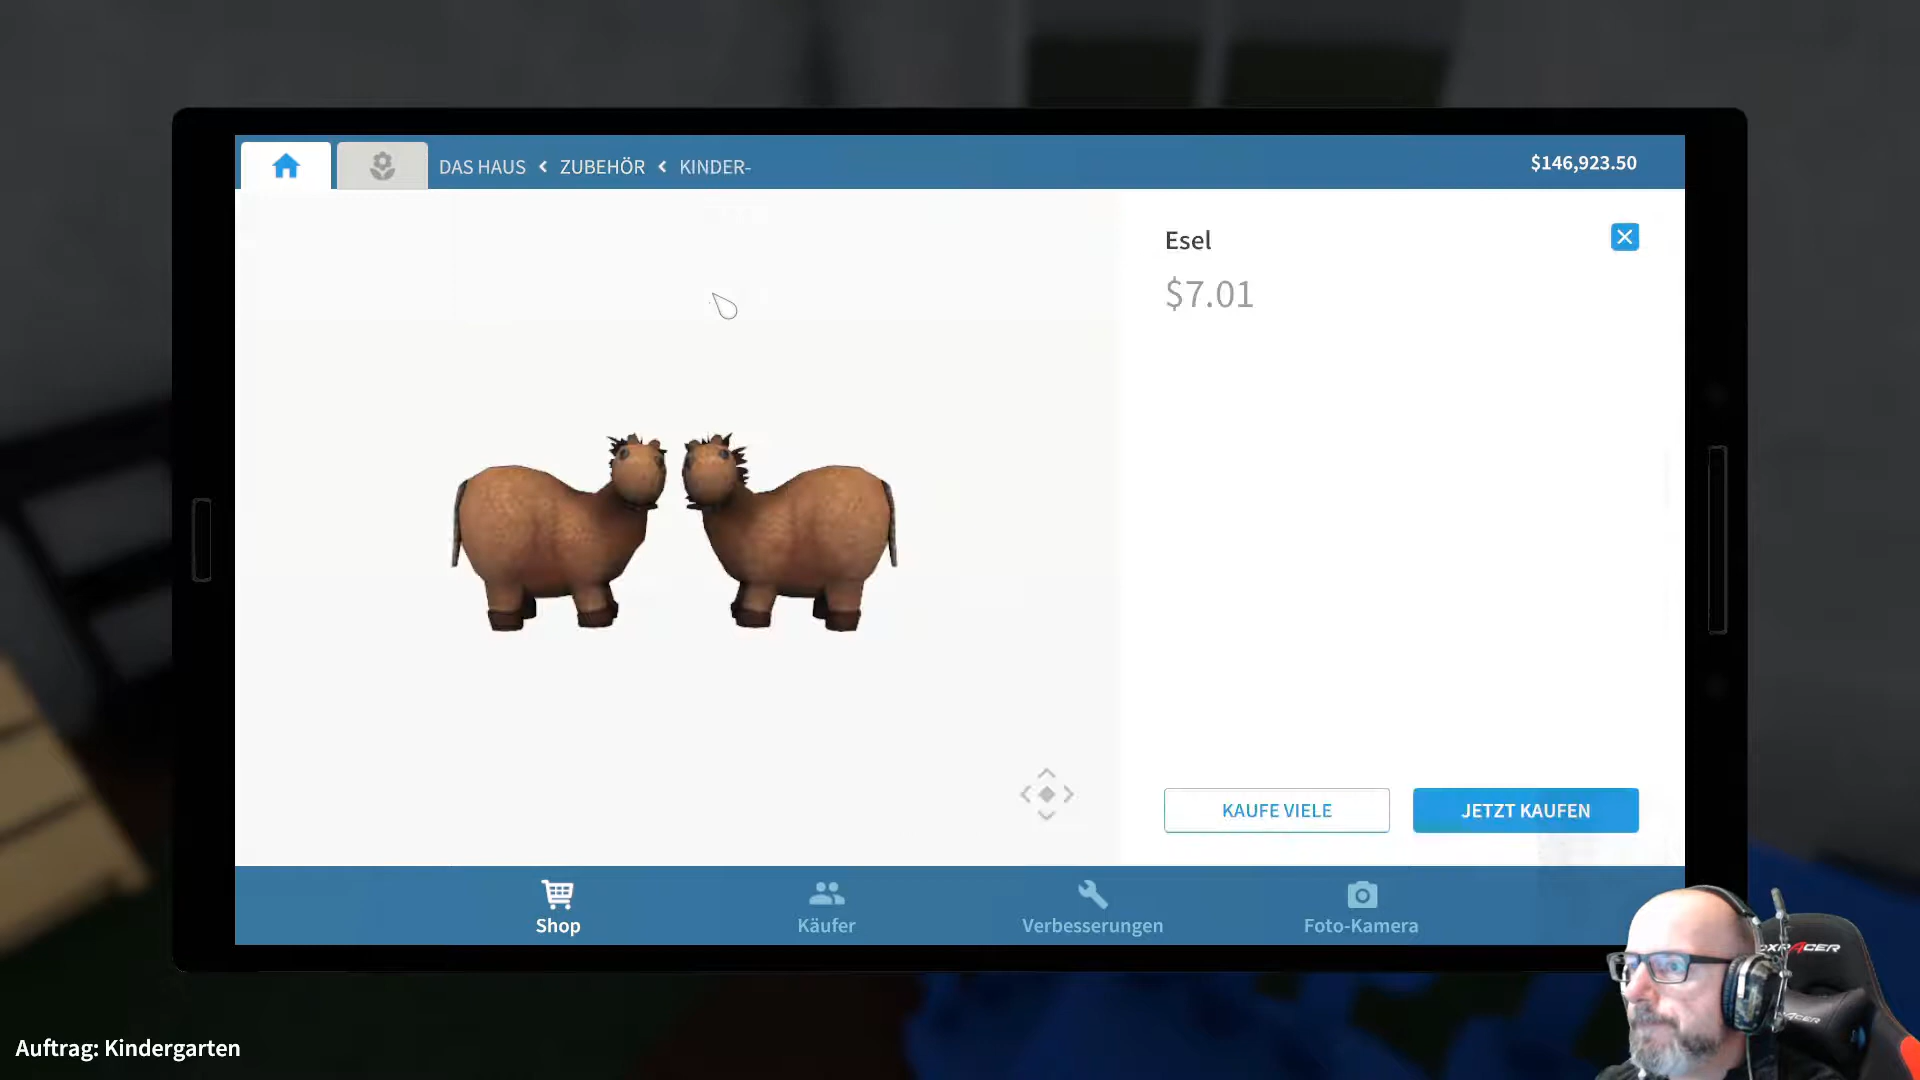 DAS HAUS < ZUBEHÖR < KINDER-
$146,923.50
Esel
$7.01
KAUFE VIELE
JETZT KAUFEN
Shop
Käufer
Verbesserungen
Foto-Kamera
Auftrag: Kindergarten